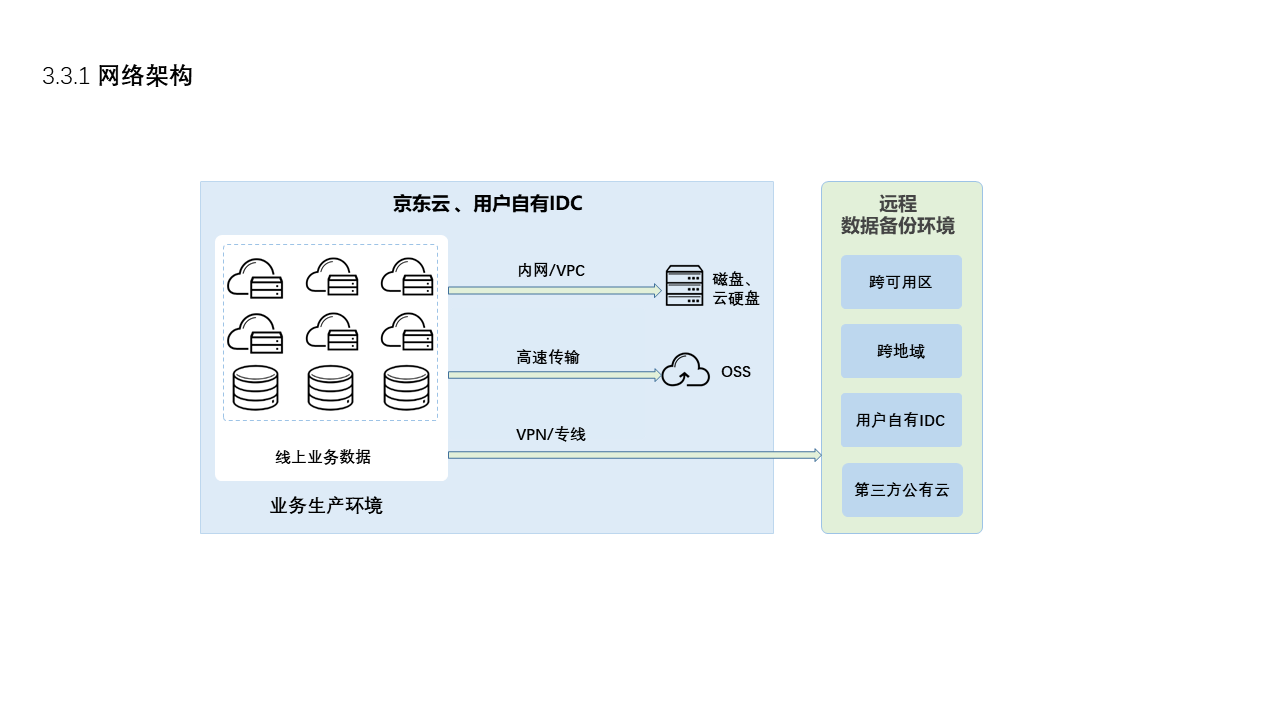 3.3.1 网络架构
京东云 、用户自有IDC
内网/VPC
磁盘、
云硬盘
高速传输
OSS
VPN/专线
线上业务数据
业务生产环境
远程
数据备份环境
跨可用区
跨地域
用户自有IDC
第三方公有云